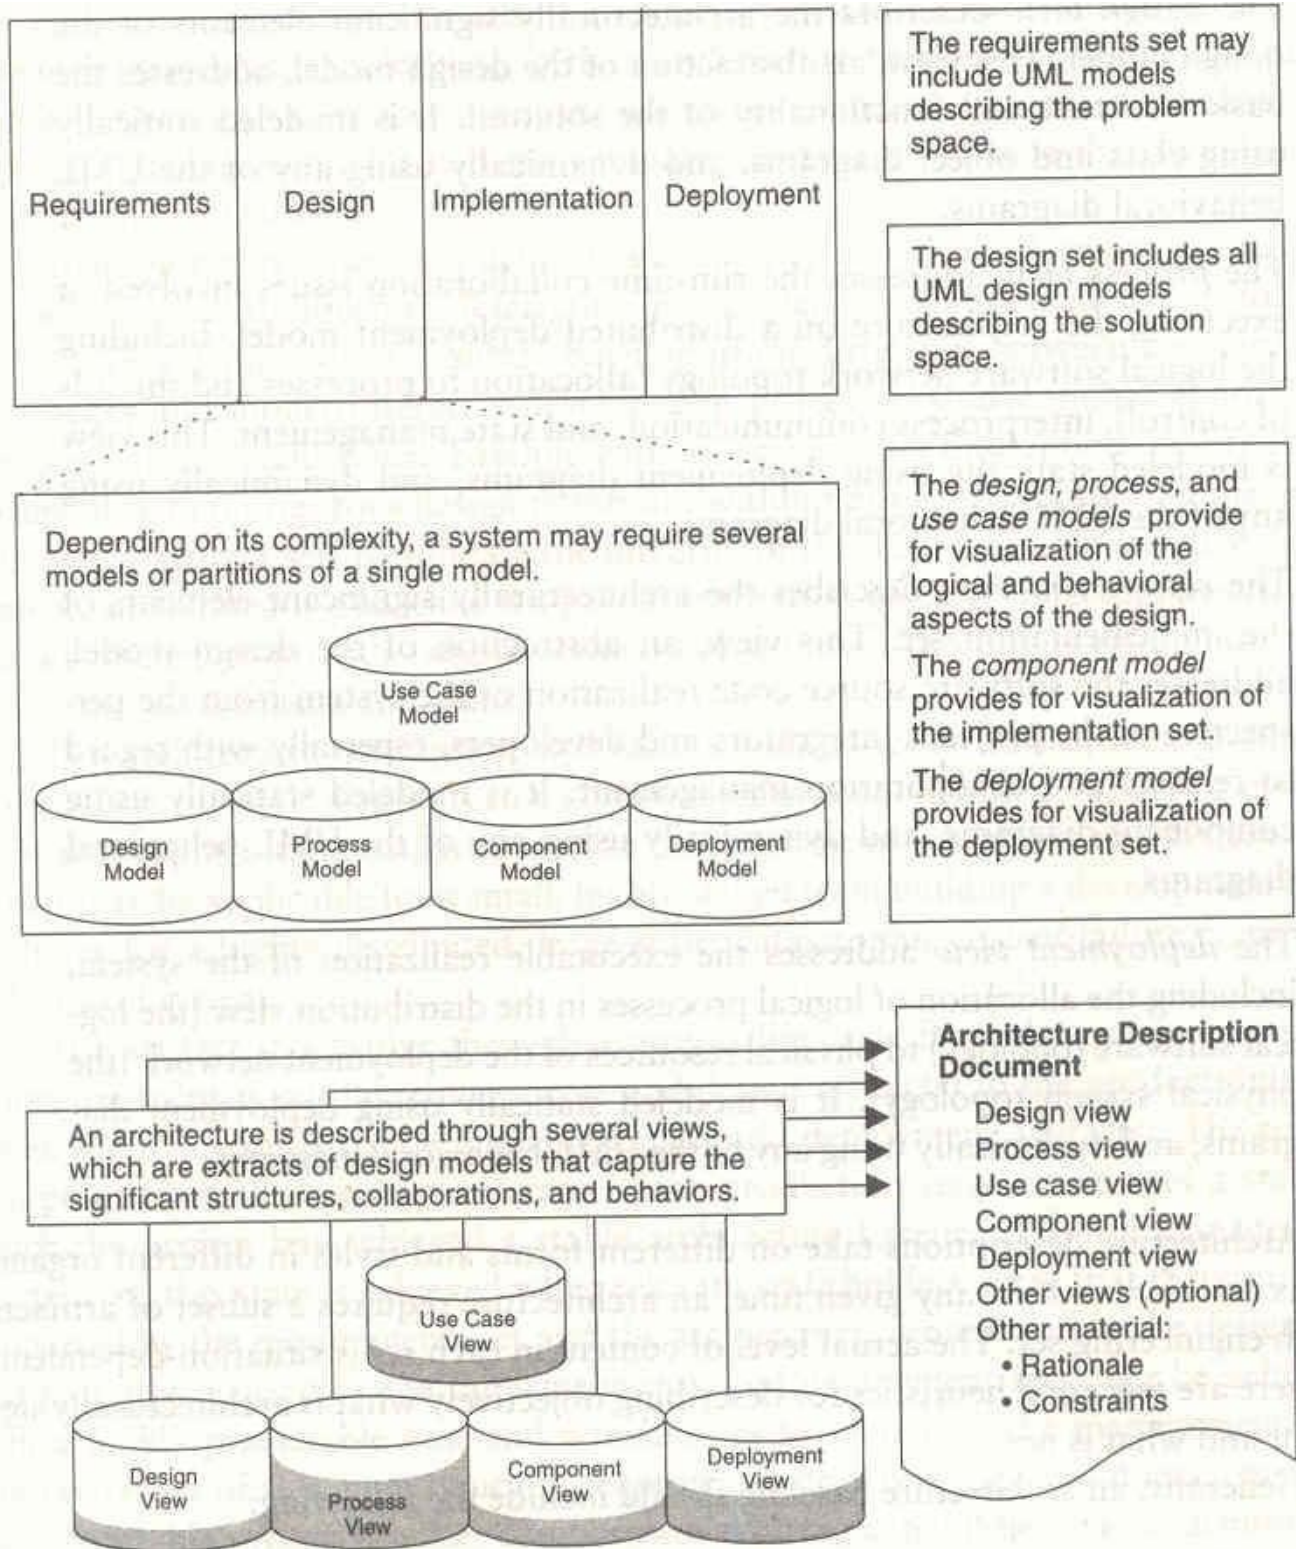 Requirements
Design
Implementation
Deployment
The requirements set may
include UML models
describing the problem
space.
The design set includes all
UML design models
describing the solution
space.
Depending on its complexity, a system may require several
models or partitions of a single model.
Use Case
Model
Design
Model
Process
Model
Component
Model
Deployment
Model
The design, process, and
use case models provide
for visualization of the
logical and behavioral
aspects of the design.
The component model
provides for visualization of
the implementation set.
The deployment model
provides for visualization of
the deployment set.
An architecture is described through several views,
which are extracts of design models that capture the
significant structures, collaborations, and behaviors.
Use Case
View
Design
View
Process
View
Component
View
Deployment
View
Architecture Description
Document
Design view
Process view
Use case view
Component view
Deployment view
Other views (optional)
Other material:
• Rationale
• Constraints